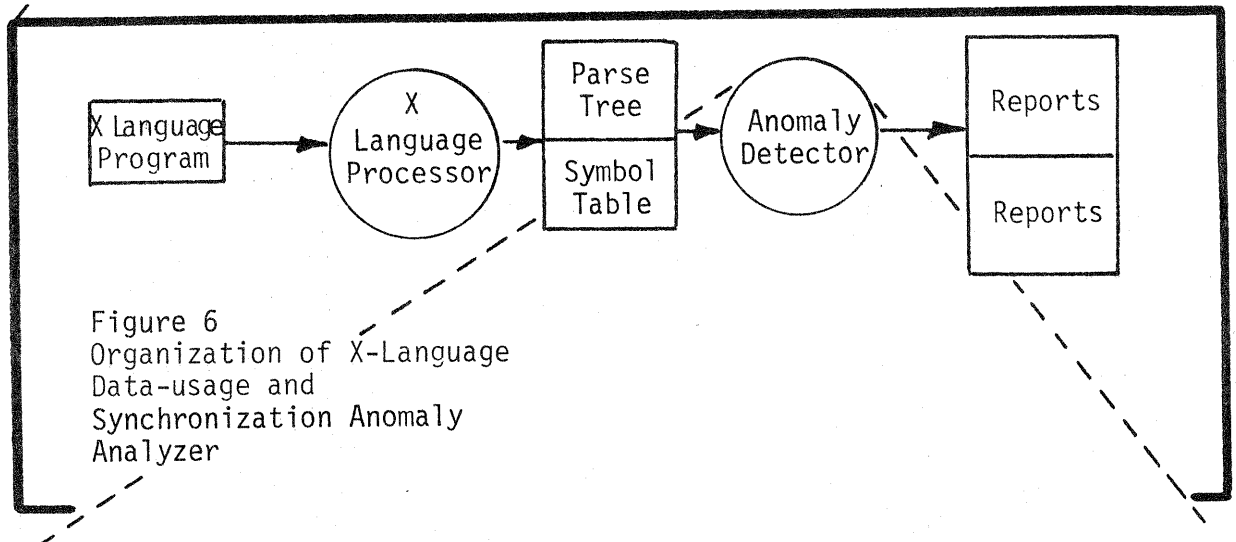 X Language
Program
X
Language
Processor
Parse
Tree
Symbol
Table
Anomaly
Detector
Reports
Reports
Figure 6
Organization of X-Language
Data-usage and
Synchronization Anomaly
Analyzer